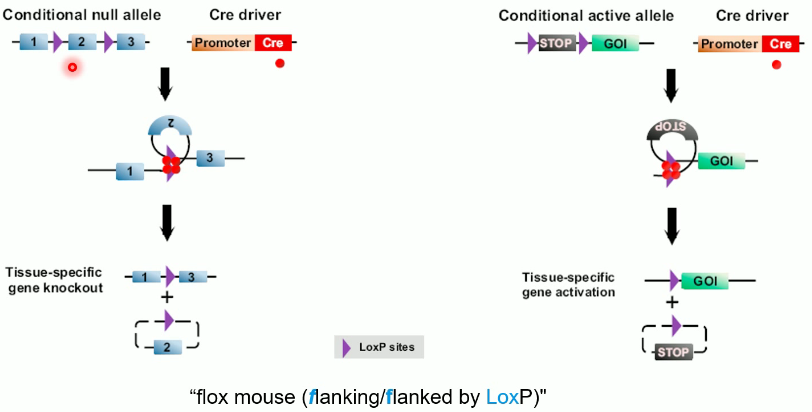 Conditional null allele
Cre driver
1 2 3
Promoter Cre
2
3
1
Tissue-specific
gene knockout
1 3
+
2
Conditional active allele
Cre driver
STOP GOI
Promoter Cre
STOP
GOI
Tissue-specific
gene activation
GOI
+
STOP
LoxP sites
“flox mouse (flanking/flanked by LoxP)"